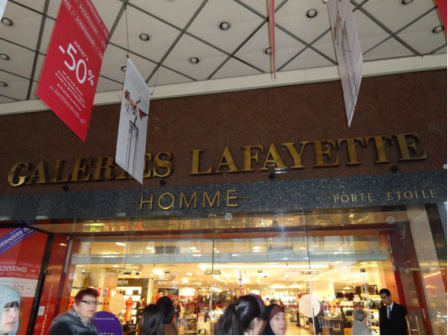 -50%
GALERIES LAFAYETTE
HOMME
PORTE ETOILE